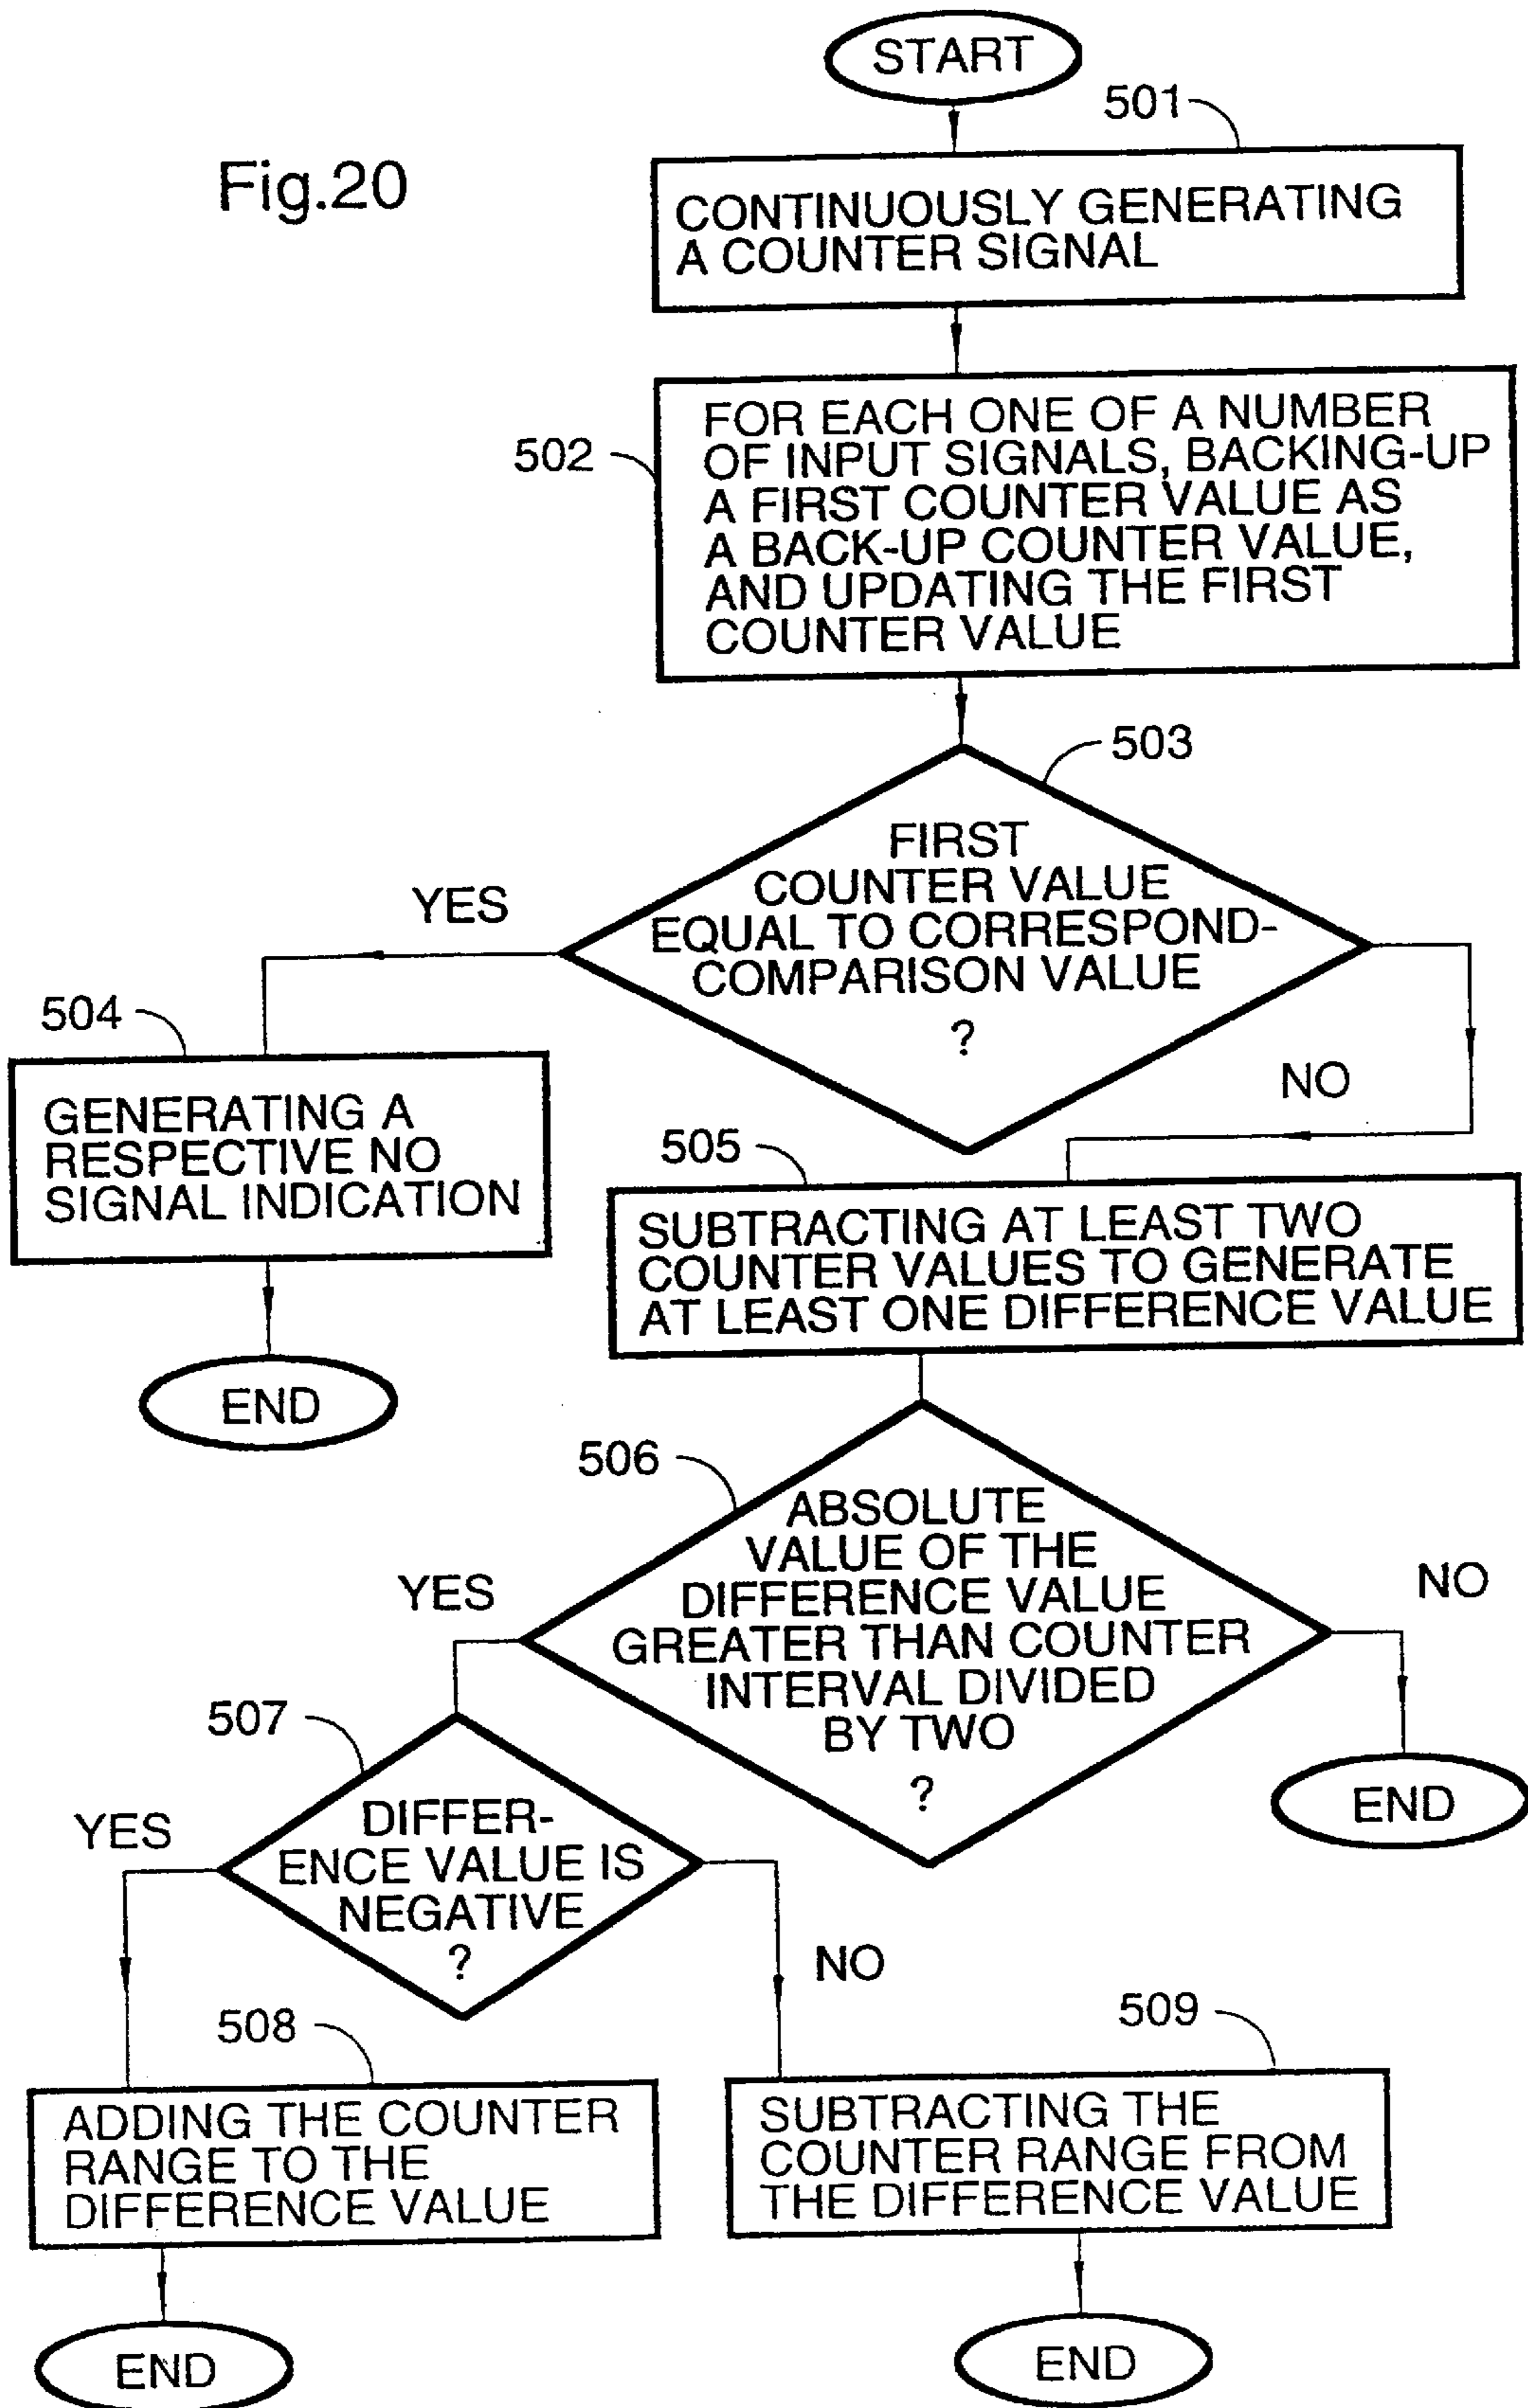 START
501
Fig.20
CONTINUOUSLY GENERATING
A COUNTER SIGNAL
502
FOR EACH ONE OF A NUMBER
OF INPUT SIGNALS, BACKING-UP
A FIRST COUNTER VALUE AS
A BACK-UP COUNTER VALUE,
AND UPDATING THE FIRST
COUNTER VALUE
503
FIRST
COUNTER VALUE
EQUAL TO CORRESPOND-
COMPARISON VALUE
?
YES
NO
504
GENERATING A
RESPECTIVE NO
SIGNAL INDICATION
END
505
SUBTRACTING AT LEAST TWO
COUNTER VALUES TO GENERATE
AT LEAST ONE DIFFERENCE VALUE
506
ABSOLUTE
VALUE OF THE
DIFFERENCE VALUE
GREATER THAN COUNTER
INTERVAL DIVIDED
BY TWO
?
YES
NO
END
507
DIFFER-
ENCE VALUE IS
NEGATIVE
?
YES
NO
508
ADDING THE COUNTER
RANGE TO THE
DIFFERENCE VALUE
END
509
SUBTRACTING THE
COUNTER RANGE FROM
THE DIFFERENCE VALUE
END